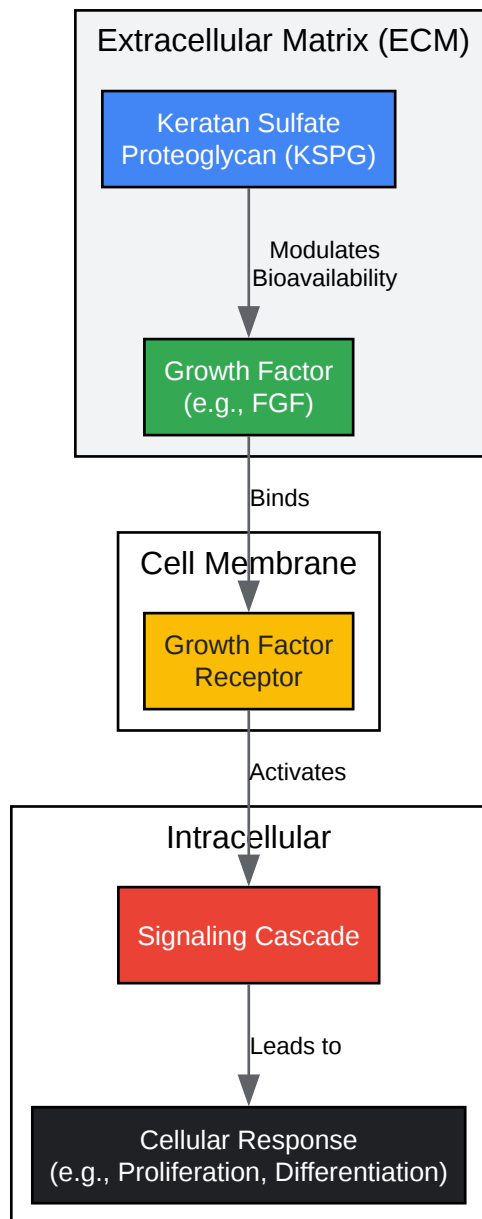 Extracellular Matrix (ECM)
Keratan Sulfate
Proteoglycan (KSPG)
Modulates
Bioavailability
Growth Factor
(e.g., FGF)
Binds
Cell Membrane
Growth Factor
Receptor
Activates
Intracellular
Signaling Cascade
Leads to
Cellular Response
(e.g., Proliferation, Differentiation)